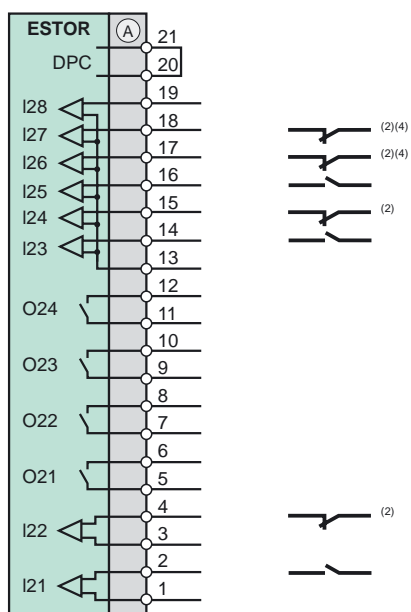 ESTOR A 21
DPC 20
19
I28 18 (2)(4)
I27 17 (2)(4)
I26 16
I25 15 (2)
I24 14
I23 13
12
O24 11
10
O23 9
8
O22 7
6
O21 5
4 (2)
I22 3
2
I21 1